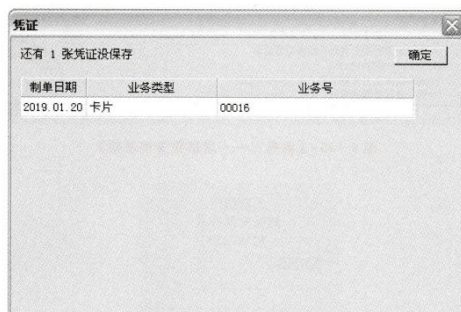 凭证
还有 1 张凭证没保存 确定
制单日期 业务类型 业务号
2019.01.20 卡片 00016